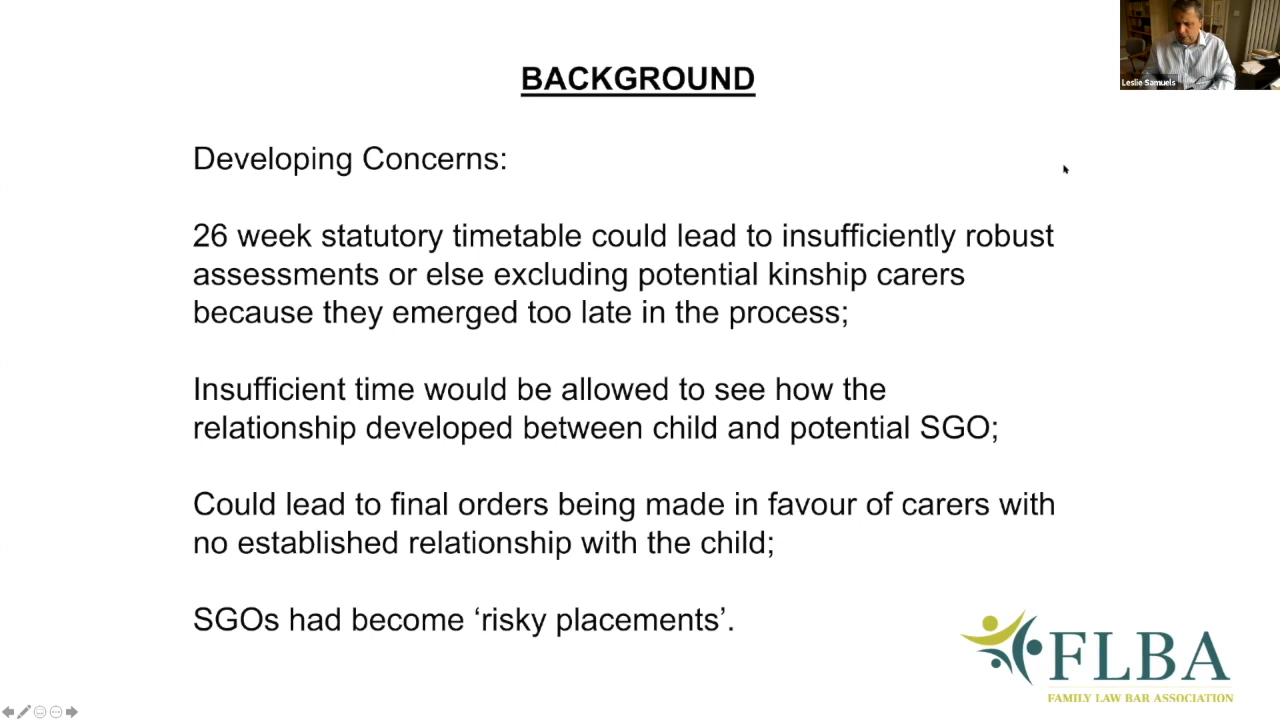 Leslie Samuels
BACKGROUND
Developing Concerns:
26 week statutory timetable could lead to insufficiently robust
assessments or else excluding potential kinship carers
because they emerged too late in the process;
Insufficient time would be allowed to see how the
relationship developed between child and potential SGO;
Could lead to final orders being made in favour of carers with
no established relationship with the child;
SGOs had become ‘risky placements’.
FLBA
FAMILY LAW BAR ASSOCIATION